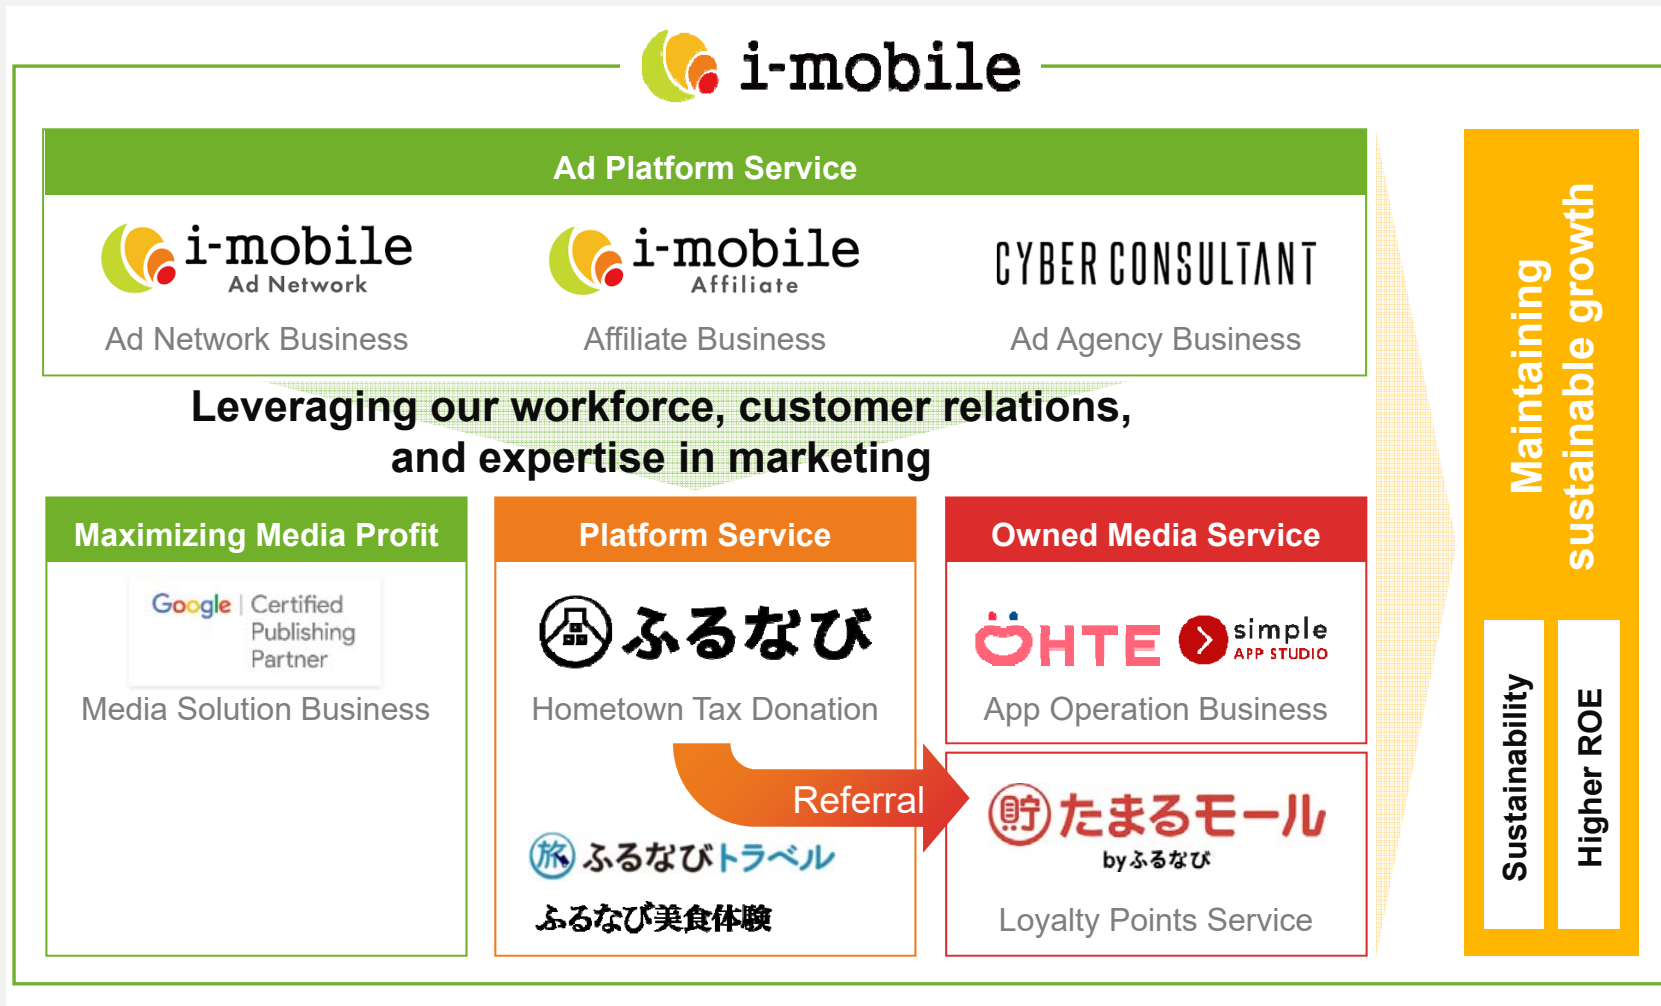 i-mobile
Ad Platform Service
i-mobile
Ad Network
Ad Network Business
i-mobile
Affiliate
Affiliate Business
CYBER CONSULTANT
Ad Agency Business
Leveraging our workforce, customer relations,
and expertise in marketing
Maximizing Media Profit
Google
Certified
Publishing
Partner
Media Solution Business
Platform Service
ふるなび
Hometown Tax Donation
Referral
旅 ふるなびトラベル
ふるなび美食体験
Owned Media Service
OHTE
simple
APP STUDIO
App Operation Business
貯 たまるモール
byふるなび
Loyalty Points Service
Maintaining
sustainable growth
Sustainability
Higher ROE